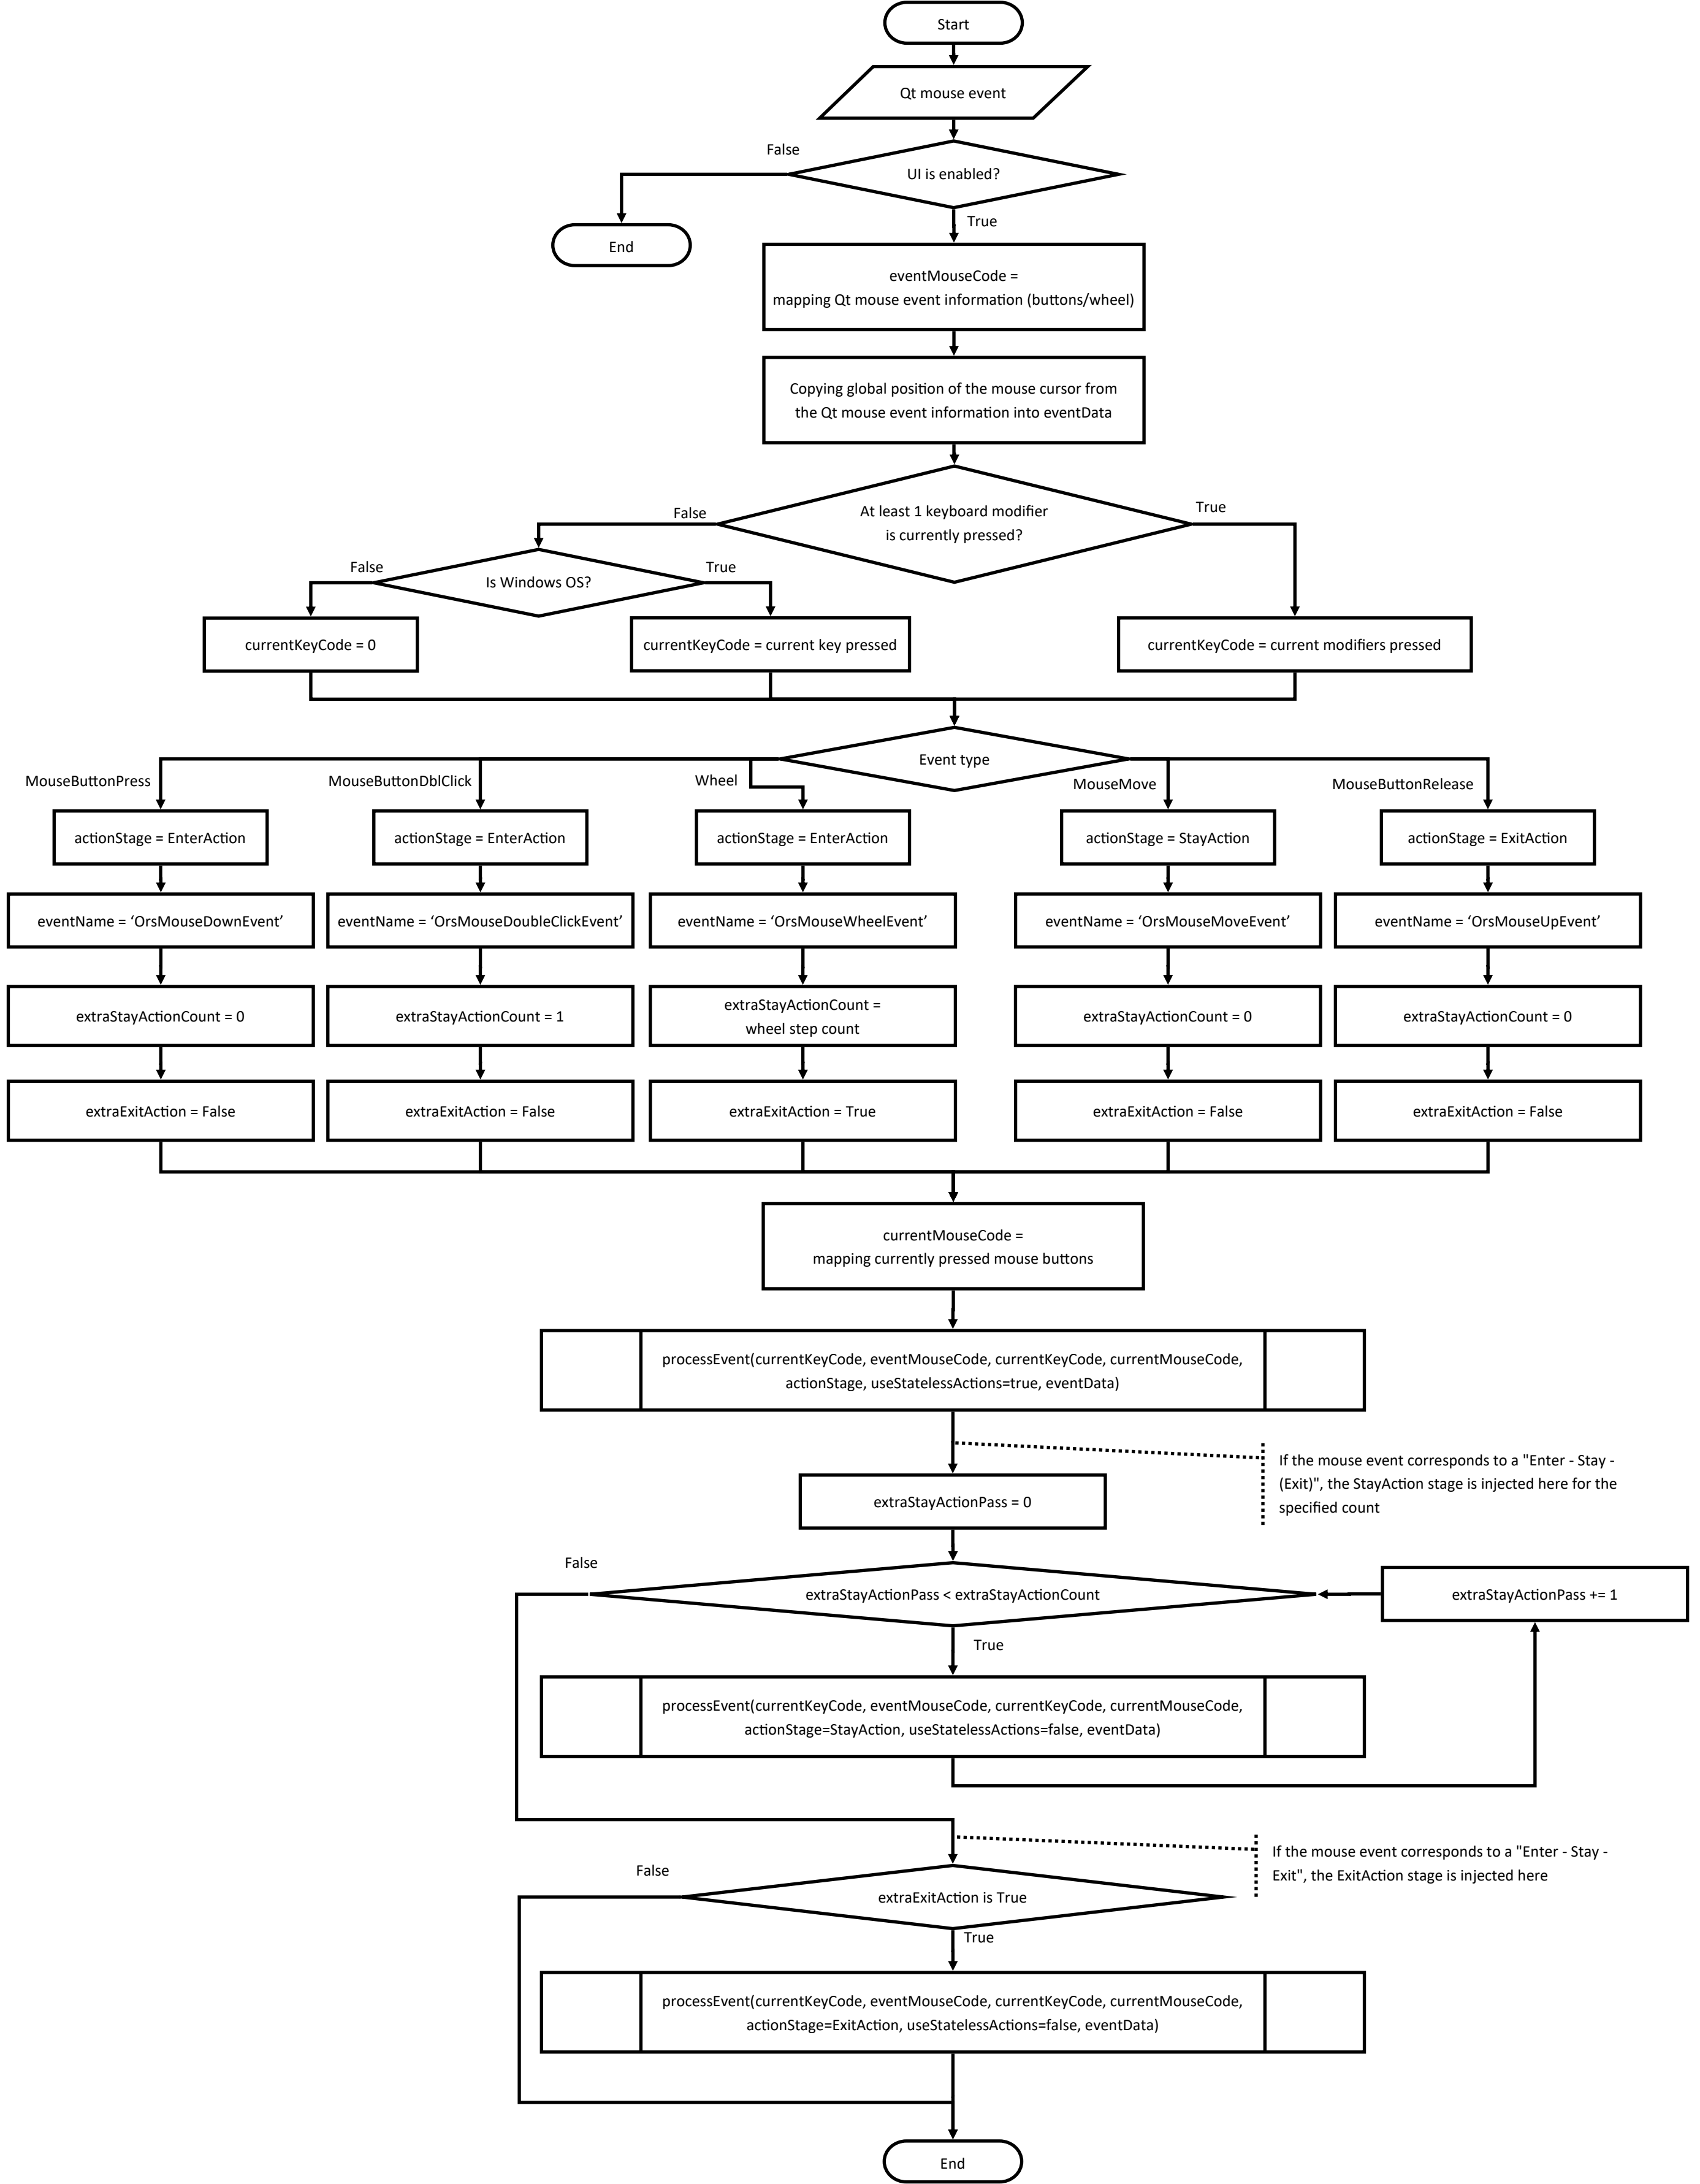 Start
Qt mouse event
False
UI is enabled?
True
End
eventMouseCode =
mapping Qt mouse event information (buttons/wheel)
Copying global position of the mouse cursor from
the Qt mouse event information into eventData
False
At least 1 keyboard modifier
is currently pressed?
True
False
Is Windows OS?
True
currentKeyCode = 0
currentKeyCode = current key pressed
currentKeyCode = current modifiers pressed
Event type
MouseButtonPress
MouseButtonDblClick
Wheel
MouseMove
MouseButtonRelease
actionStage = EnterAction
actionStage = EnterAction
actionStage = EnterAction
actionStage = StayAction
actionStage = ExitAction
eventName = ‘OrsMouseDownEvent’
eventName = ‘OrsMouseDoubleClickEvent’
eventName = ‘OrsMouseWheelEvent’
eventName = ‘OrsMouseMoveEvent’
eventName = ‘OrsMouseUpEvent’
extraStayActionCount = 0
extraStayActionCount = 1
extraStayActionCount =
wheel step count
extraStayActionCount = 0
extraStayActionCount = 0
extraExitAction = False
extraExitAction = False
extraExitAction = True
extraExitAction = False
extraExitAction = False
currentMouseCode =
mapping currently pressed mouse buttons
processEvent(currentKeyCode, eventMouseCode, currentKeyCode, currentMouseCode,
actionStage, useStatelessActions=true, eventData)
If the mouse event corresponds to a "Enter - Stay -
(Exit)", the StayAction stage is injected here for the
specified count
extraStayActionPass = 0
False
extraStayActionPass < extraStayActionCount
extraStayActionPass += 1
True
processEvent(currentKeyCode, eventMouseCode, currentKeyCode, currentMouseCode,
actionStage=StayAction, useStatelessActions=false, eventData)
If the mouse event corresponds to a "Enter - Stay -
Exit", the ExitAction stage is injected here
False
extraExitAction is True
True
processEvent(currentKeyCode, eventMouseCode, currentKeyCode, currentMouseCode,
actionStage=ExitAction, useStatelessActions=false, eventData)
End